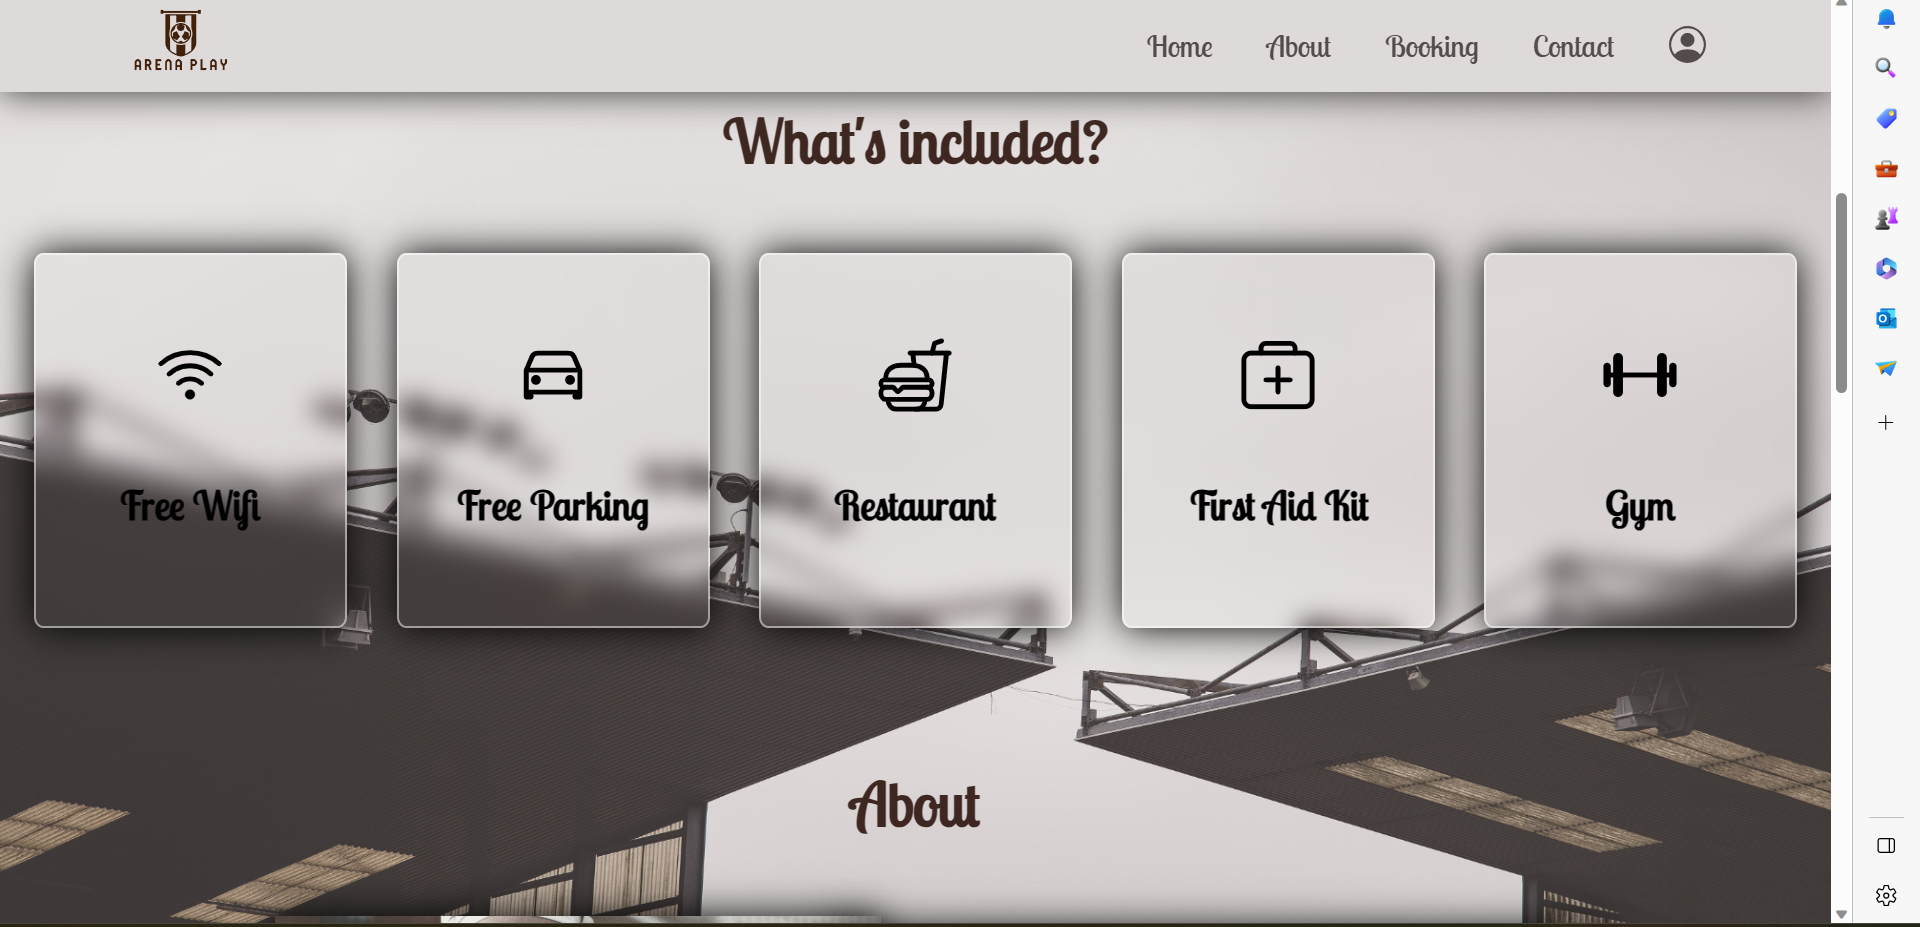 ARENA PLAY
Home About Booking Contact
What's included?
Free Wifi
Free Parking
Restaurant
First Aid Kit
Gym
About